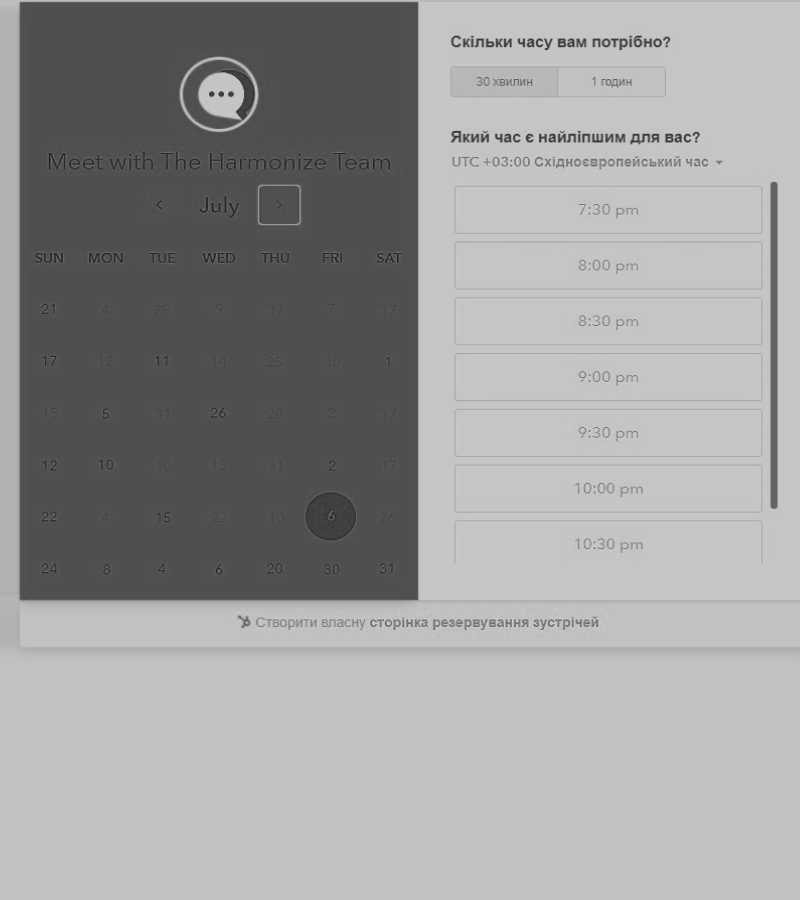 Meet with The Harmonize Team
July
SUN MON TUE WED THU FRI SAT
21 4 28 9 17 7 17
17 12 11 14 25 30 1
15 5 31 26 20 2 17
12 10 10 13 31 2 17
22 4 15 22 10 6 26
24 8 4 6 20 30 31
Скільки часу вам потрібно?
30 хвилин 1 годин
Який час є найліпшим для вас?
UTC +03:00 Східноєвропейський час
7:30 pm
8:00 pm
8:30 pm
9:00 pm
9:30 pm
10:00 pm
10:30 pm
Створити власну сторінка резервування зустрічей